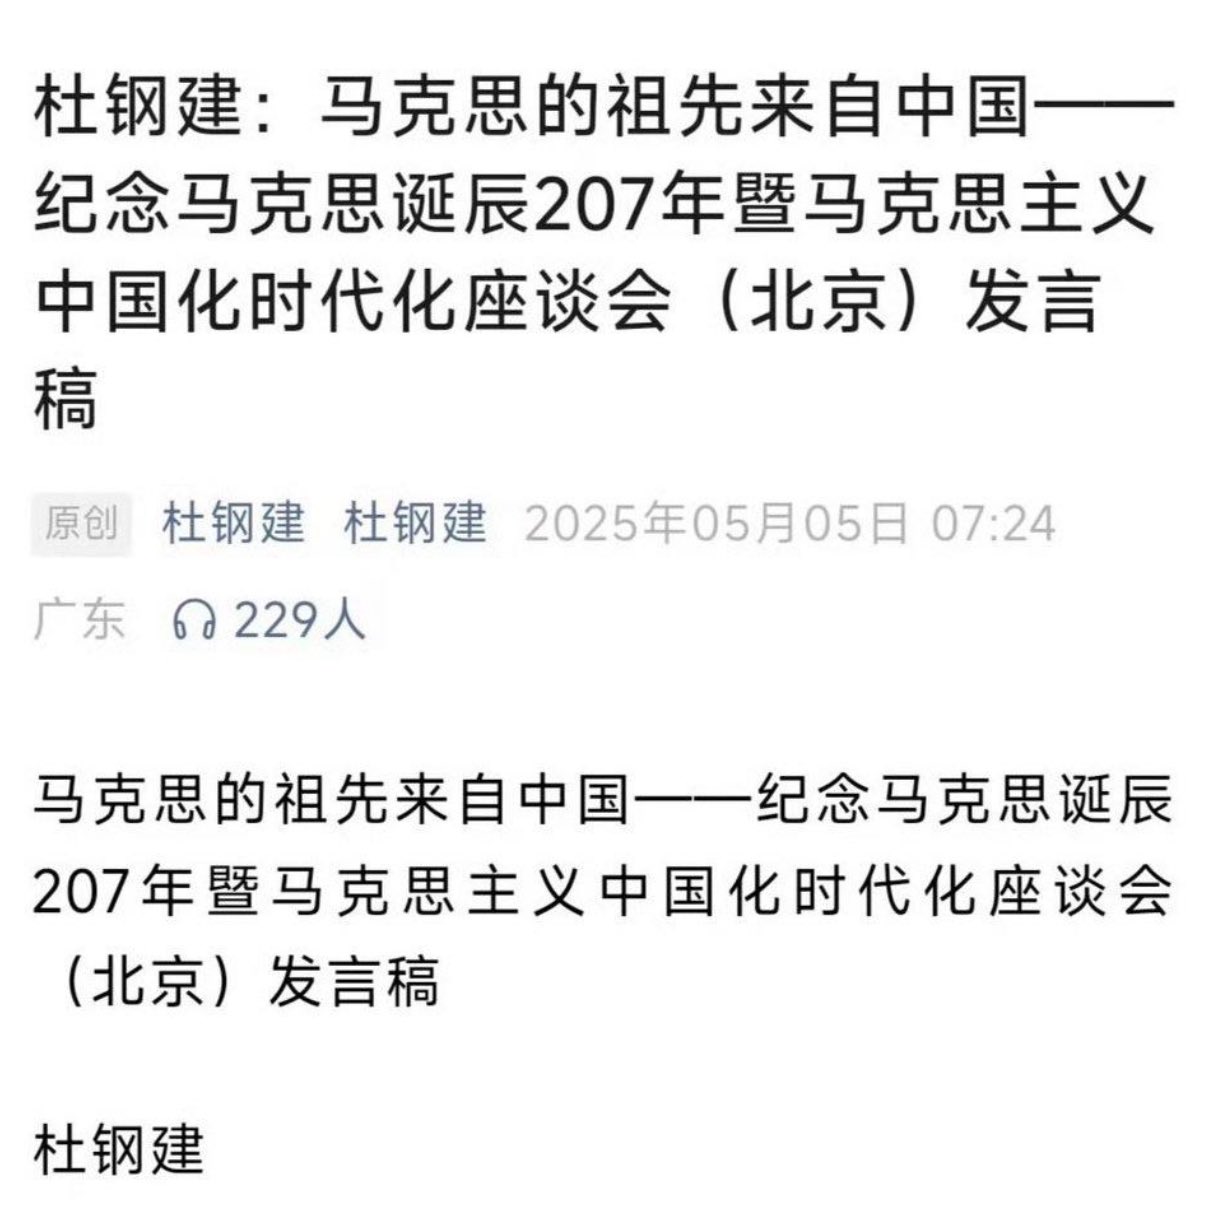 杜钢建：马克思的祖先来自中国——
纪念马克思诞辰207年暨马克思主义
中国化时代化座谈会（北京）发言
稿
原创 杜钢建 杜钢建 2025年05月05日 07:24
广东 229人
马克思的祖先来自中国——纪念马克思诞辰
207年暨马克思主义中国化时代化座谈会
（北京）发言稿
杜钢建